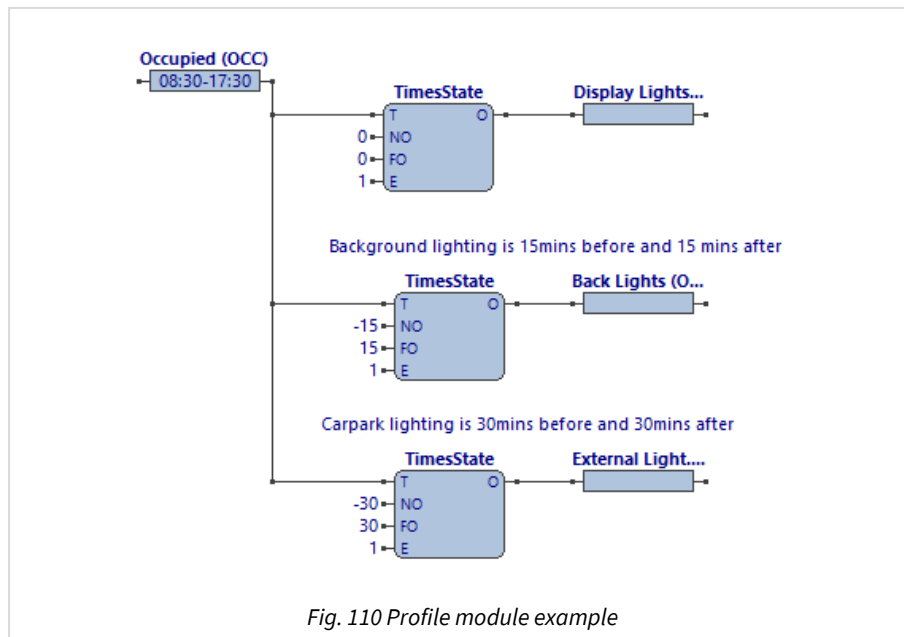 Occupied (OCC)
08:30-17:30
TimesState
Display Lights...
T O
0 NO
0 FO
1 E
Background lighting is 15mins before and 15 mins after
TimesState
Back Lights (O...
T O
-15 NO
15 FO
1 E
Carpark lighting is 30mins before and 30mins after
TimesState
External Light....
T O
-30 NO
30 FO
1 E
Fig. 110 Profile module example